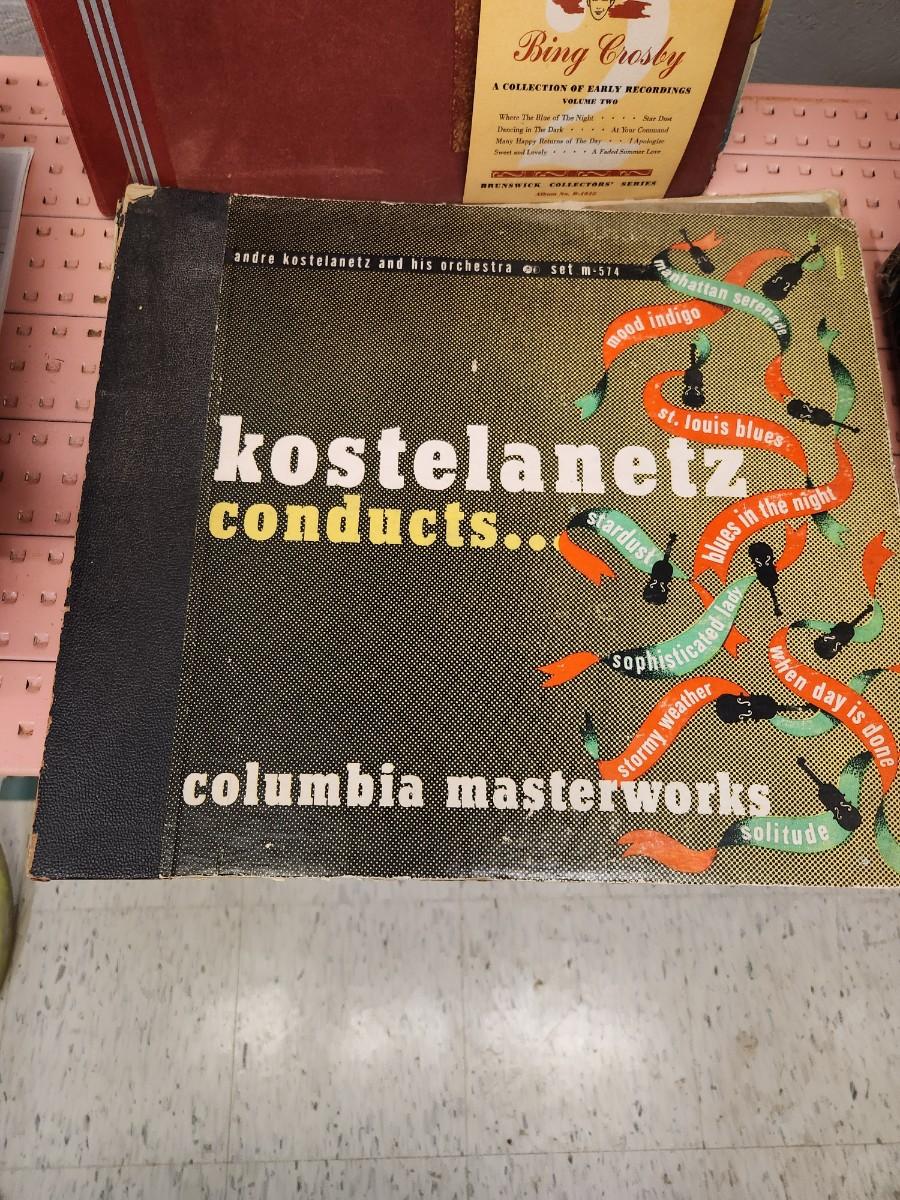 Bing Crosby
A COLLECTION OF EARLY RECORDINGS
VOLUME TWO
Where The Blue of The Night · · · · Star Dust
Dancing in The Dark · · · · At Your Command
Many Happy Returns of The Day · · I Apologize
Sweet and Lovely · · · · A Faded Summer Love
BRUNSWICK COLLECTORS' SERIES
Album No. B-1012
andre kostelanetz and his orchestra set m-574
manhattan serenade
mood indigo
st. louis blues
kostelanetz
conducts...
blues in the night
stardust
sophisticated lady
when day is done
stormy weather
columbia masterworks
solitude